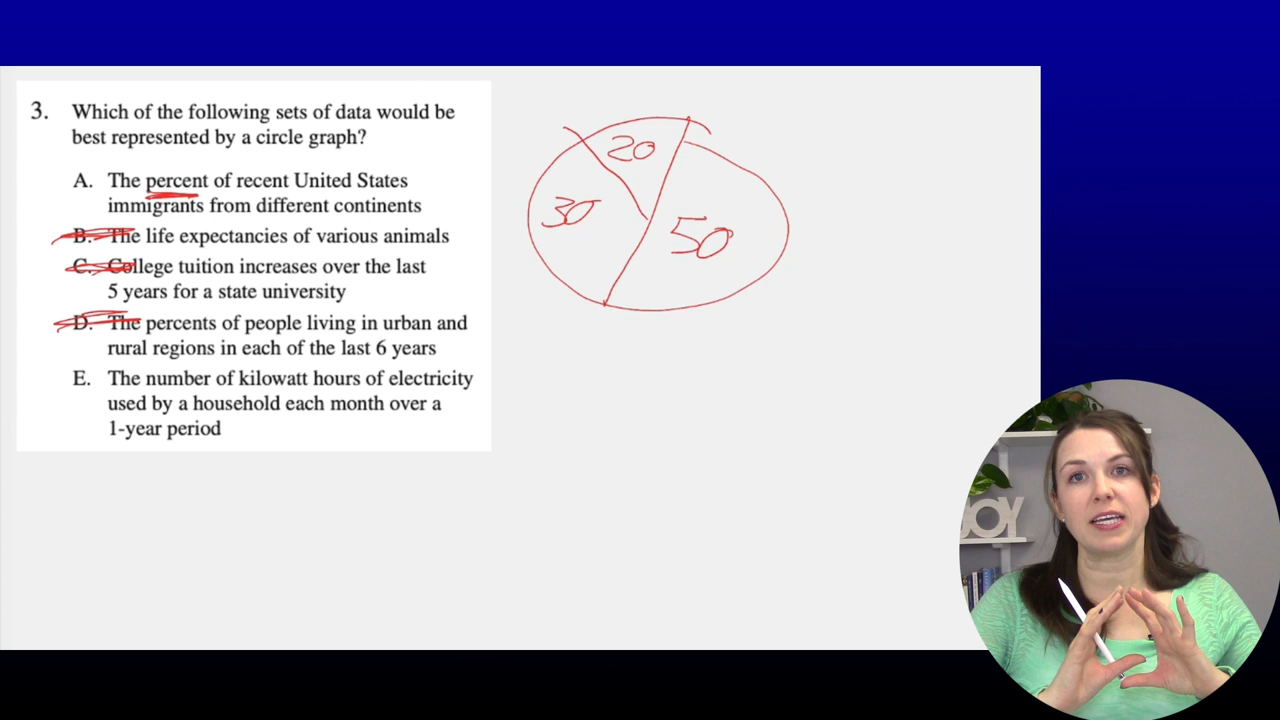 3. Which of the following sets of data would be
best represented by a circle graph?
A. The percent of recent United States
immigrants from different continents
B. The life expectancies of various animals
C. College tuition increases over the last
5 years for a state university
D. The percents of people living in urban and
rural regions in each of the last 6 years
E. The number of kilowatt hours of electricity
used by a household each month over a
1-year period
20
30
50
JOY